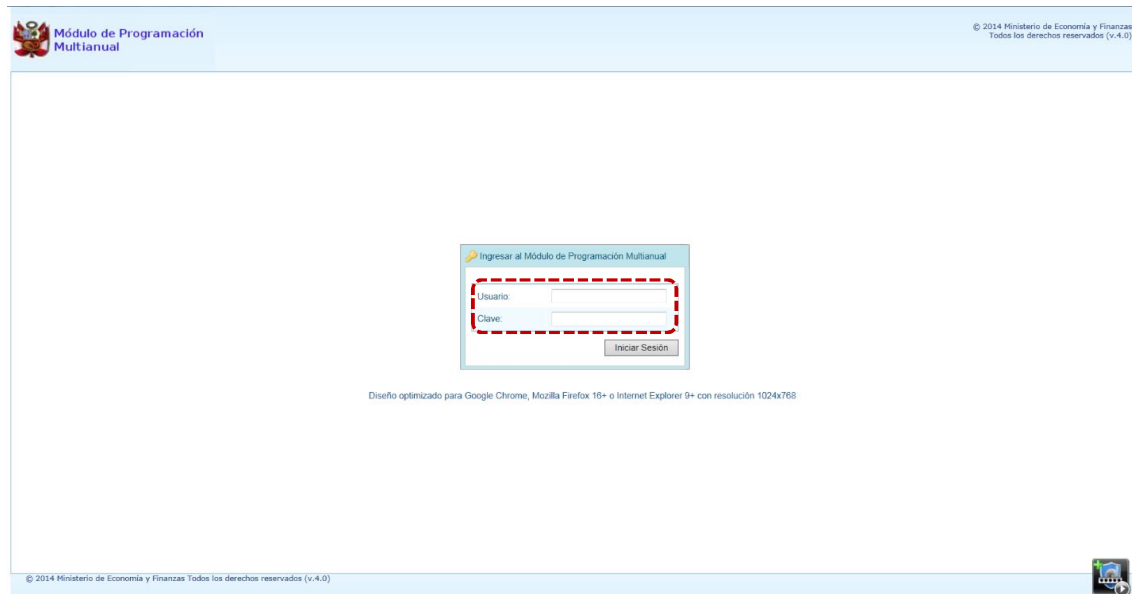 Módulo de Programación
Multianual
© 2014 Ministerio de Economía y Finanzas
Todos los derechos reservados (v.4.0)
Ingresar al Módulo de Programación Multianual
Usuario:
Clave:
Iniciar Sesión
Diseño optimizado para Google Chrome, Mozilla Firefox 16+ o Internet Explorer 9+ con resolución 1024x768
© 2014 Ministerio de Economía y Finanzas Todos los derechos reservados (v.4.0)